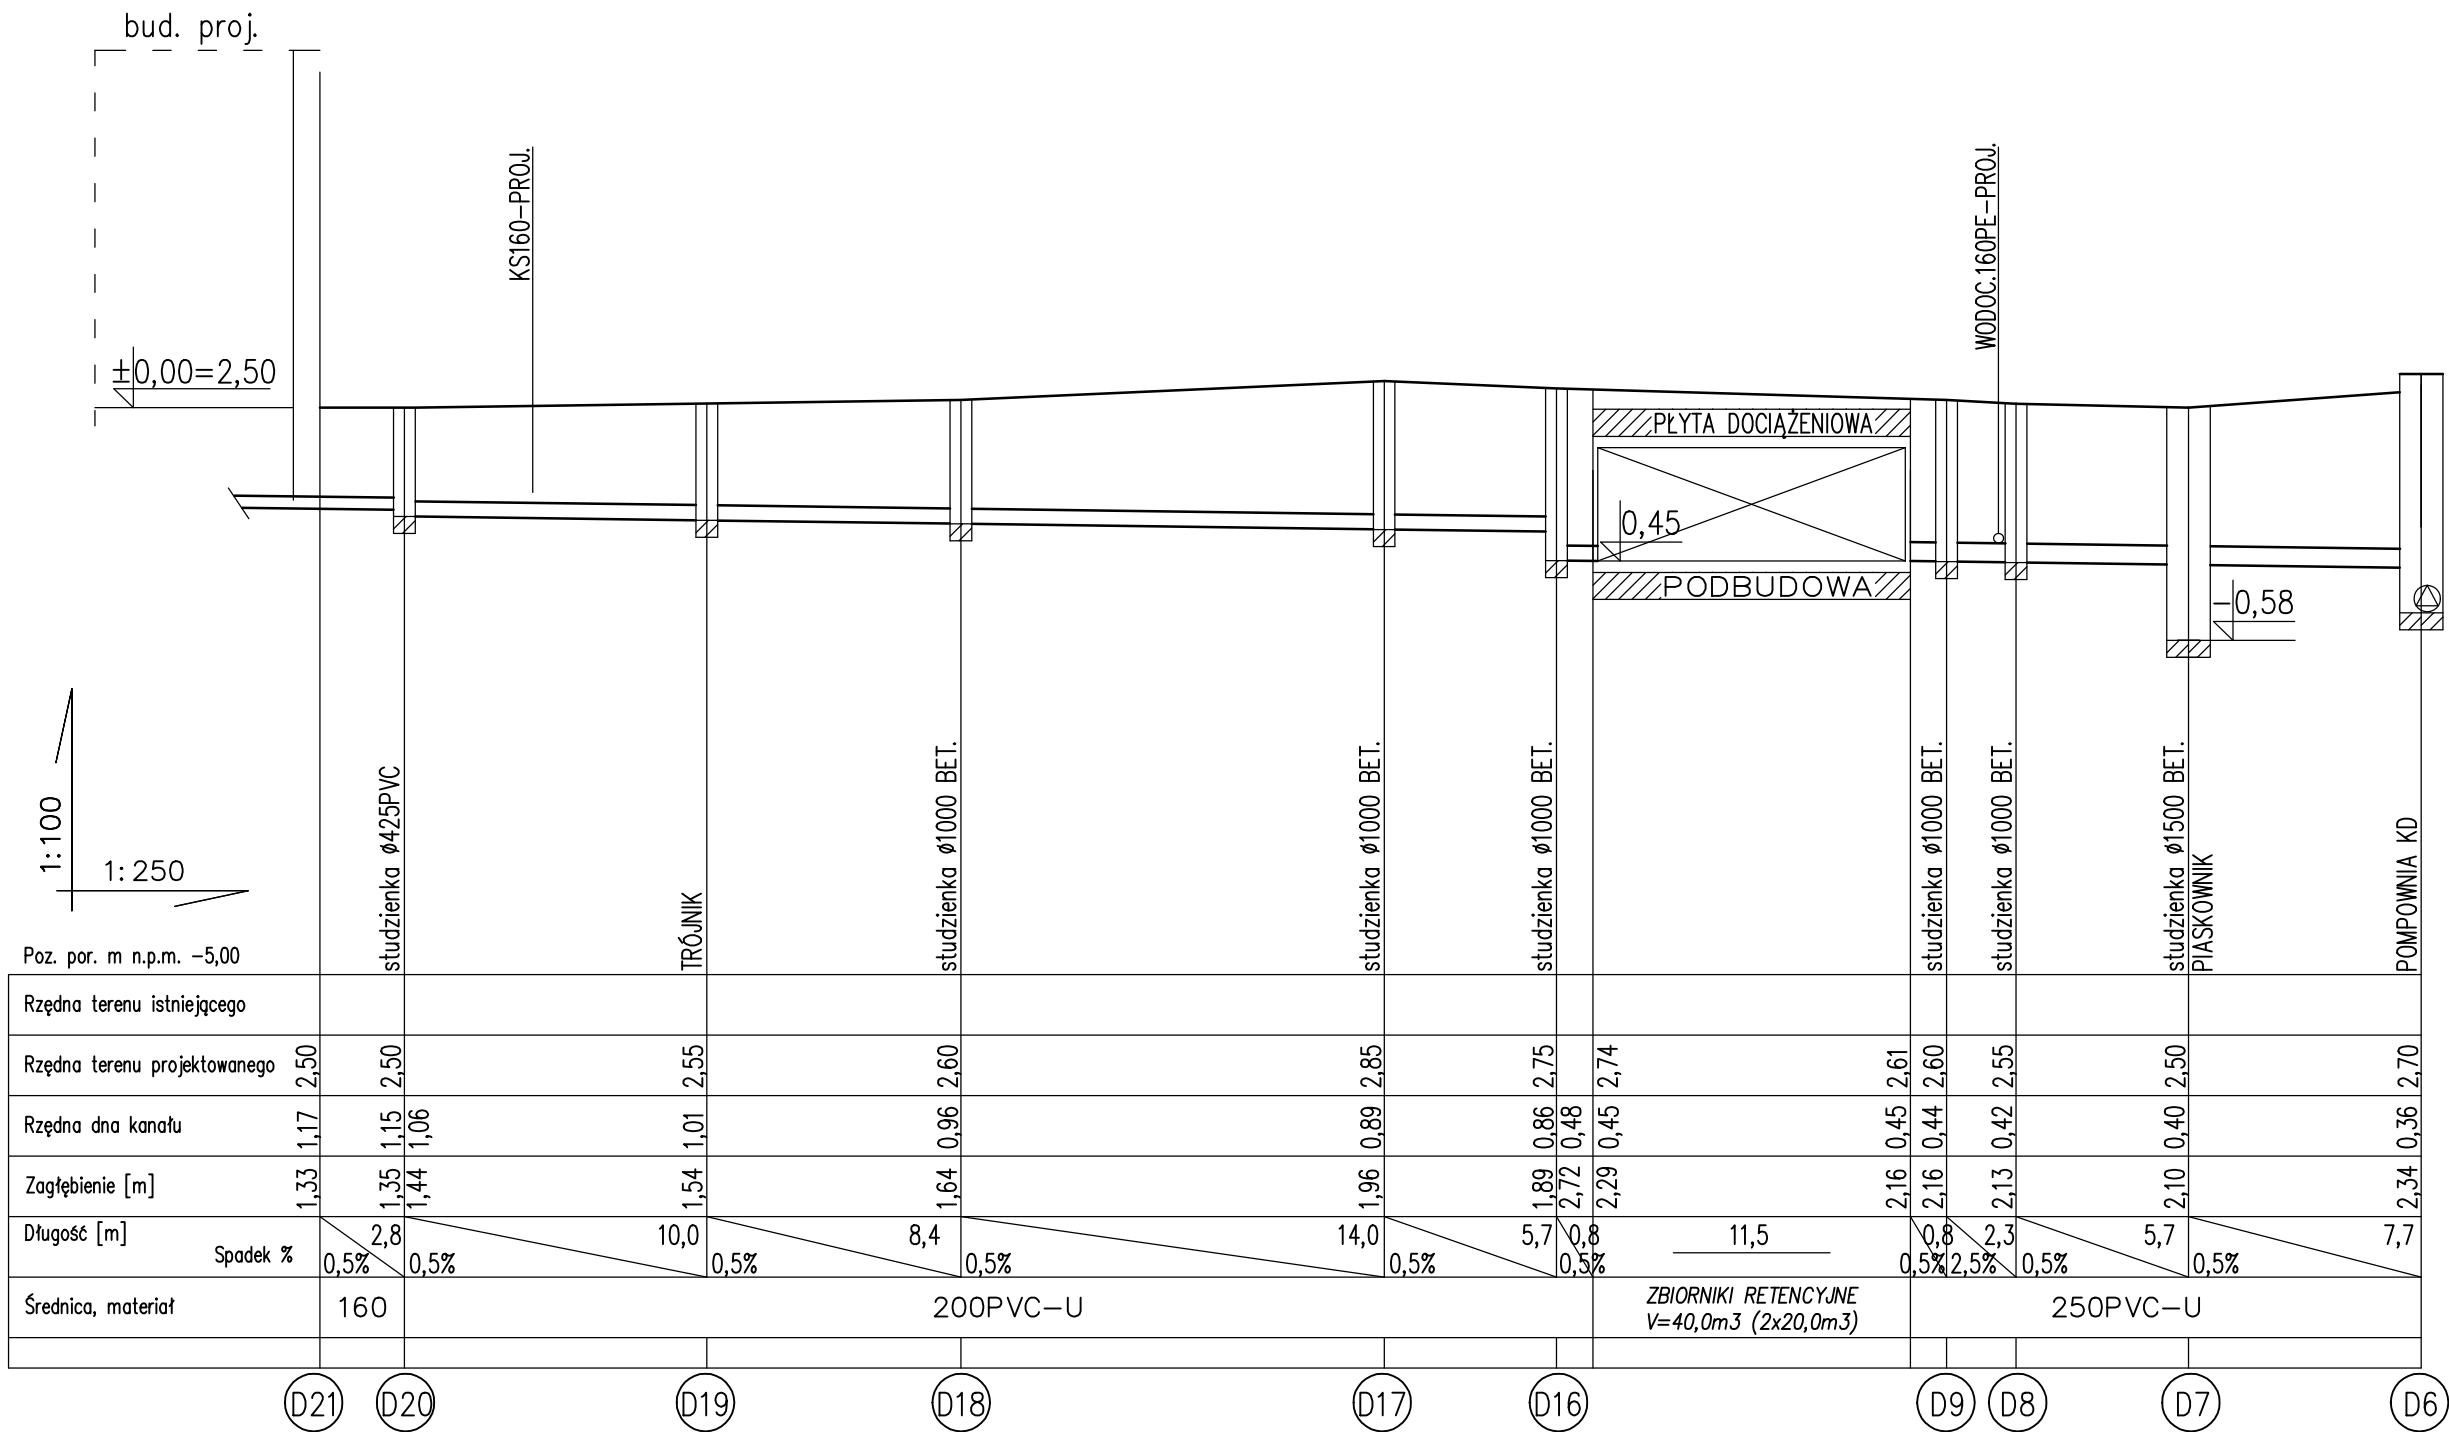 bud. proj.
KS160-PROJ.
WODOC.160PE-PROJ.
±0,00=2,50
PŁYTA DOCIĄŻENIOWA
0,45
PODBUDOWA
-0,58
1:100
1:250
studzienka ø425PVC
TRÓJNIK
studzienka ø1000 BET.
studzienka ø1000 BET.
studzienka ø1000 BET.
studzienka ø1000 BET.
studzienka ø1000 BET.
studzienka ø1500 BET.
PIASKOWNIK
POMPOWNIA KD
Poz. por. m n.p.m. -5,00
Rzędna terenu istniejącego
Rzędna terenu projektowanego 2,50 2,50 2,55 2,60 2,85 2,75 2,74 2,61 2,60 2,55 2,50 2,70
Rzędna dna kanału 1,17 1,15 1,06 1,01 0,96 0,89 0,86 0,48 0,45 0,45 0,44 0,42 0,40 0,36
Zagłębienie [m] 1,33 1,35 1,44 1,54 1,64 1,96 1,89 2,72 2,29 2,16 2,16 2,13 2,10 2,34
Długość [m] 2,8 10,0 8,4 14,0 5,7 0,8 11,5 0,8 2,3 5,7 7,7
Spadek % 0,5% 0,5% 0,5% 0,5% 0,5% 0,5% 0,5% 2,5% 0,5% 0,5%
Średnica, materiał 160 200PVC-U ZBIORNIKI RETENCYJNE 250PVC-U
V=40,0m3 (2x20,0m3)
D21 D20 D19 D18 D17 D16 D9 D8 D7 D6